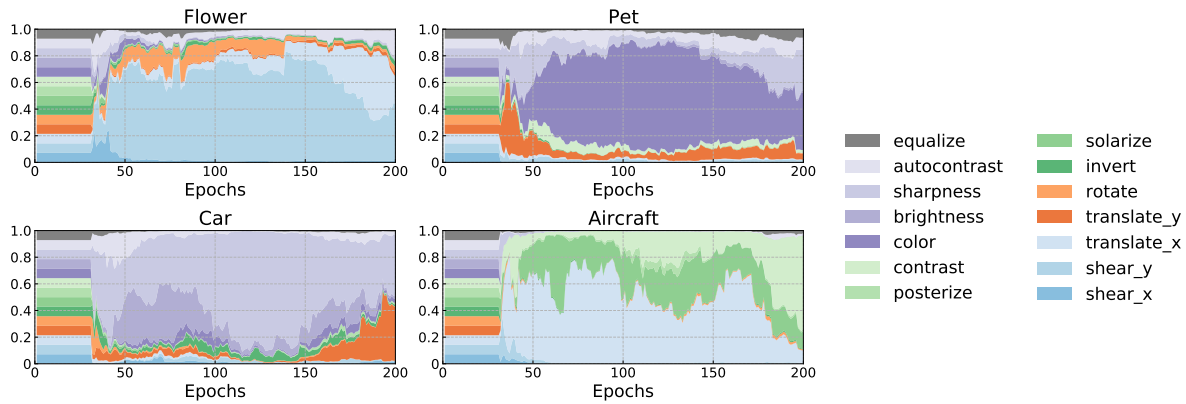 Flower
1.0
0.8
0.6
0.4
0.2
0
0 50 100 150 200
Epochs
Pet
1.0
0.8
0.6
0.4
0.2
0
0 50 100 150 200
Epochs
Car
1.0
0.8
0.6
0.4
0.2
0
0 50 100 150 200
Epochs
Aircraft
1.0
0.8
0.6
0.4
0.2
0
0 50 100 150 200
Epochs
equalize
autocontrast
sharpness
brightness
color
contrast
posterize
solarize
invert
rotate
translate_y
translate_x
shear_y
shear_x